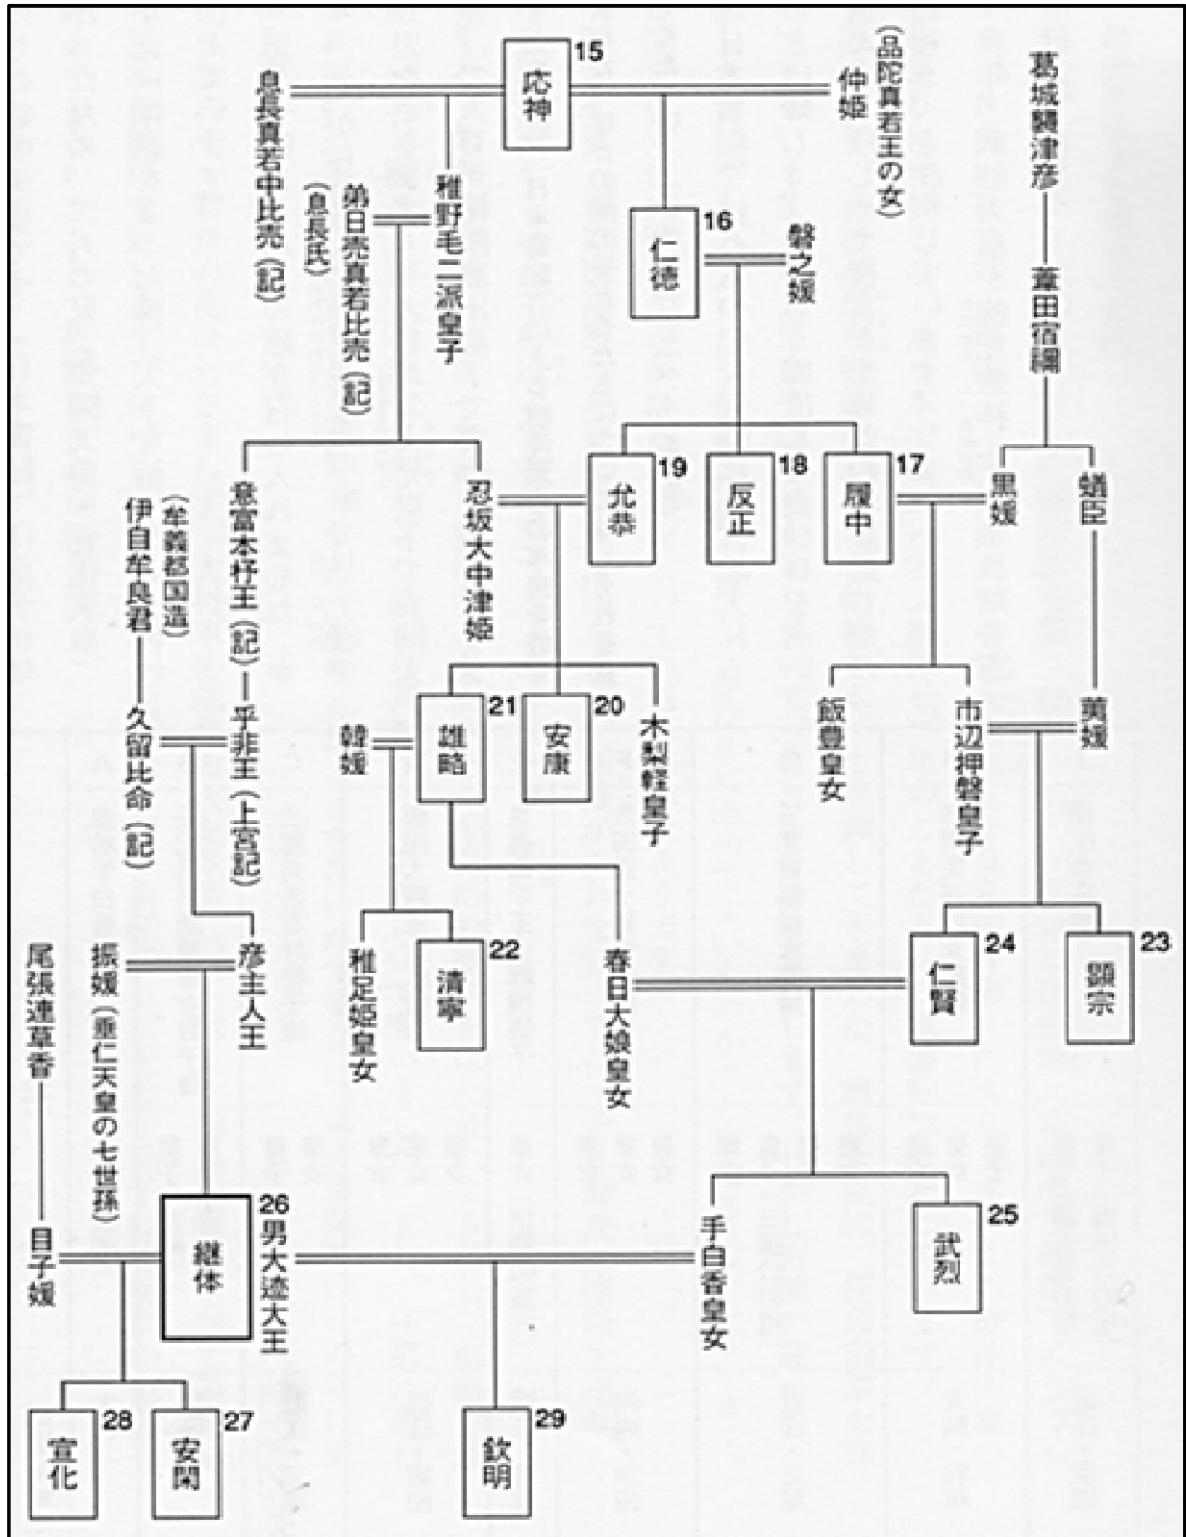 葛城襲津彦
葦田宿禰
蟻臣
黒媛
荑媛
仲姫
(品陀真若王の女)
15
応神
息長真若中比売(記)
磐之媛
16
仁徳
稚野毛二派皇子
弟日売真若比売(記)
(息長氏)
17
履中
18
反正
19
允恭
忍坂大中津姫
意富本杼王(記)
乎非王(上宮記)
(牟義都国造)
伊自牟良君
久留比命(記)
市辺押磐皇子
飯豊皇女
木梨軽皇子
20
安康
21
雄略
韓媛
23
顕宗
24
仁賢
春日大娘皇女
22
清寧
稚足姫皇女
彦主人王
振媛(垂仁天皇の七世孫)
尾張連草香
目子媛
25
武烈
手白香皇女
26
男大迹大王
継体
29
欽明
27
安閑
28
宣化